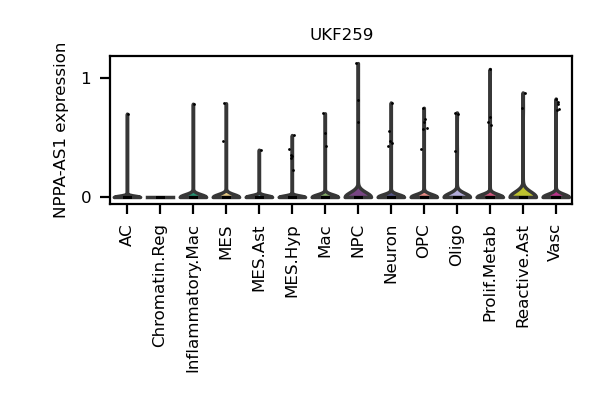 UKF259
NPPA-AS1 expression
1
0
AC
Chromatin.Reg
Inflammatory.Mac
MES
MES.Ast
MES.Hyp
Mac
NPC
Neuron
OPC
Oligo
Prolif.Metab
Reactive.Ast
Vasc